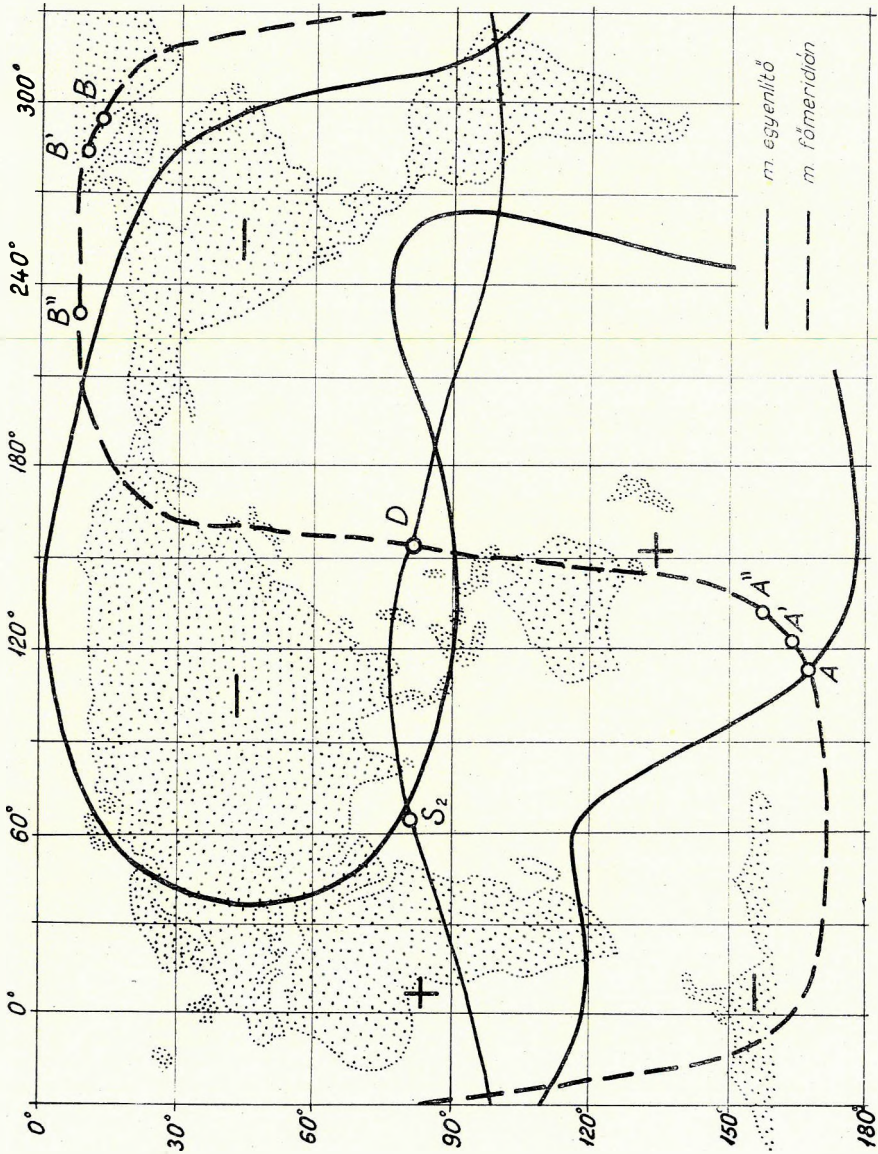 0° 60° 120° 180° 240° 300°
0°
30°
60°
90°
120°
150°
180°
B" B' B
D
S₂
A" A' A
+
−
−
−
+
m. egyenlítő
m. főmeridián